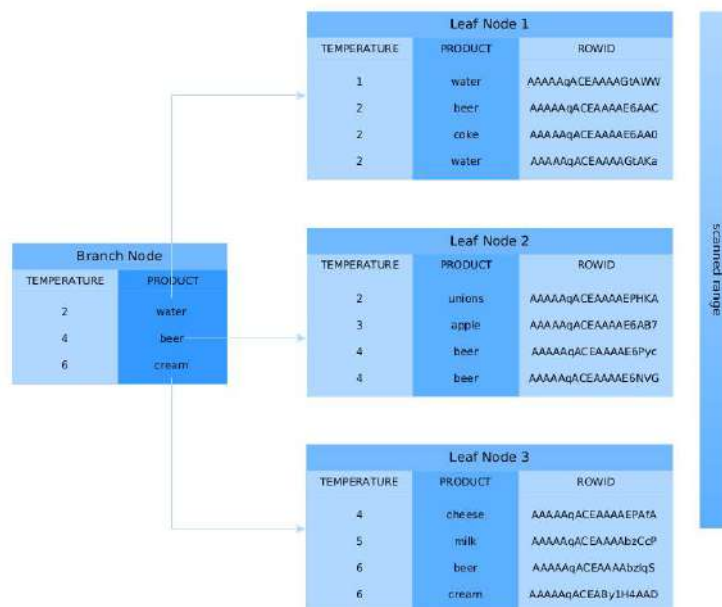 Leaf Node 1
TEMPERATURE PRODUCT ROWID
1 water AAAAAqACEAAAAGtAWW
2 beer AAAAAqACEAAAAE6AAC
2 coke AAAAAqACEAAAAE6AA0
2 water AAAAAqACEAAAAGtAKa
Branch Node
TEMPERATURE PRODUCT
2 water
4 beer
6 cream
Leaf Node 2
TEMPERATURE PRODUCT ROWID
2 unions AAAAAqACEAAAAEPHKA
3 apple AAAAAqACEAAAAE6AB7
4 beer AAAAAqACEAAAAE6Pyc
4 beer AAAAAqACEAAAAE6NVG
Leaf Node 3
TEMPERATURE PRODUCT ROWID
4 cheese AAAAAqACEAAAAEPAfA
5 milk AAAAAqACEAAAAbzCcP
6 beer AAAAAqACEAAAAbzlqS
6 cream AAAAAqACEABy1H4AAD
scanned range